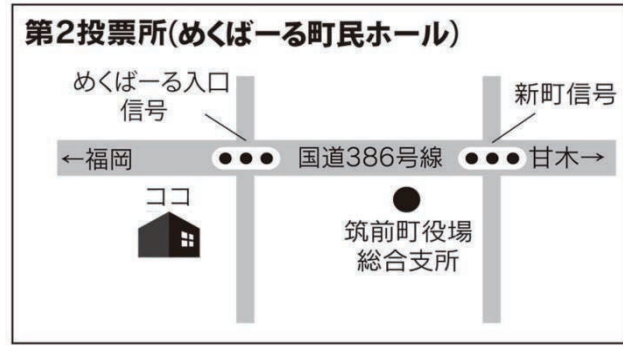 第2投票所(めくばーる町民ホール)
めくばーる入口
信号
新町信号
←福岡
国道386号線
甘木→
ココ
筑前町役場
総合支所